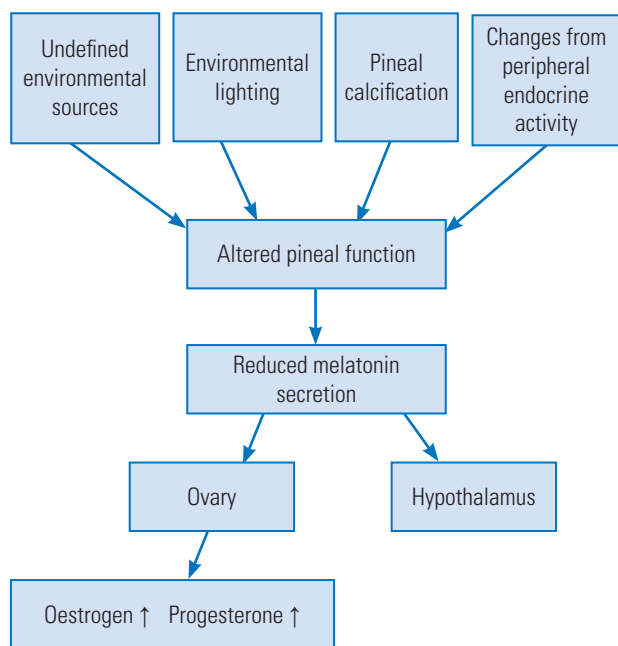 Undefined
environmental
sources
Environmental
lighting
Pineal
calcification
Changes from
peripheral
endocrine
activity
Altered pineal function
Reduced melatonin
secretion
Ovary
Hypothalamus
Oestrogen ↑ Progesterone ↑